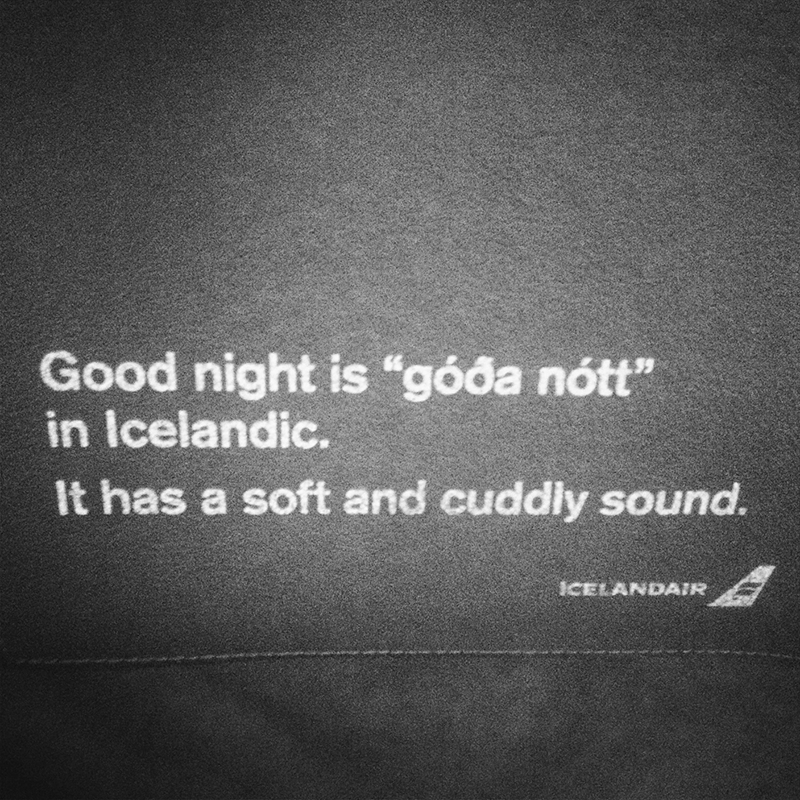 Good night is “góða nótt”
in Icelandic.
It has a soft and cuddly sound.
ICELANDAIR